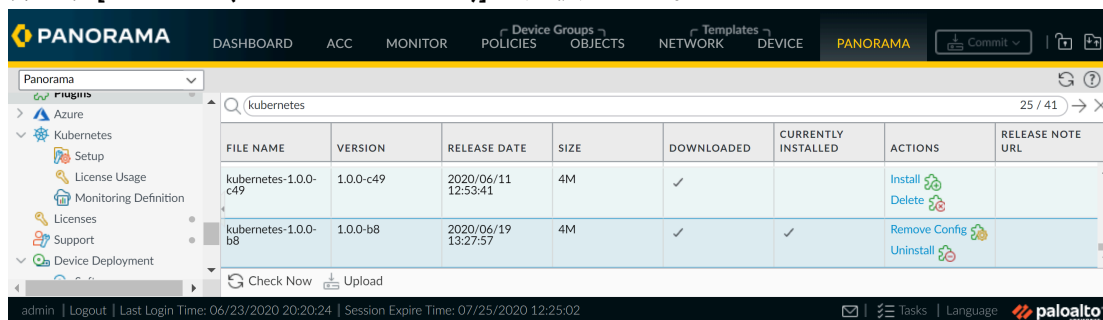 PANORAMA
DASHBOARD
ACC
MONITOR
Device Groups
POLICIES
OBJECTS
Templates
NETWORK
DEVICE
PANORAMA
Commit
Panorama
Plugins
Azure
Kubernetes
Setup
License Usage
Monitoring Definition
Licenses
Support
Device Deployment
kubernetes
25 / 41
FILE NAME
VERSION
RELEASE DATE
SIZE
DOWNLOADED
CURRENTLY
INSTALLED
ACTIONS
RELEASE NOTE
URL
kubernetes-1.0.0-
c49
1.0.0-c49
2020/06/11
12:53:41
4M
Install
Delete
kubernetes-1.0.0-
b8
1.0.0-b8
2020/06/19
13:27:57
4M
Remove Config
Uninstall
Check Now
Upload
admin | Logout | Last Login Time: 06/23/2020 20:20:24 | Session Expire Time: 07/25/2020 12:25:02
Tasks | Language
paloalto